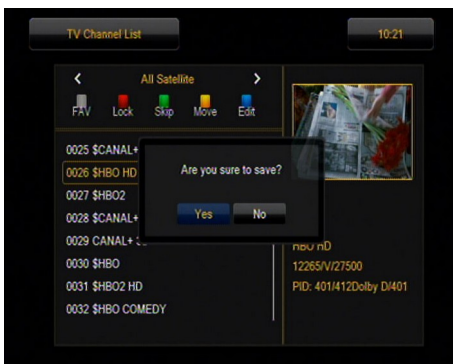 TV Channel List
10:21
All Satellite
FAV Lock Skip Move Edit
0025 $CANAL+
0026 $HBO HD
0027 $HBO2
0028 $CANAL+
0029 CANAL+
0030 $HBO
0031 $HBO2 HD
0032 $HBO COMEDY
Are you sure to save?
Yes No
HBO HD
12265/V/27500
PID: 401/412Dolby D/401